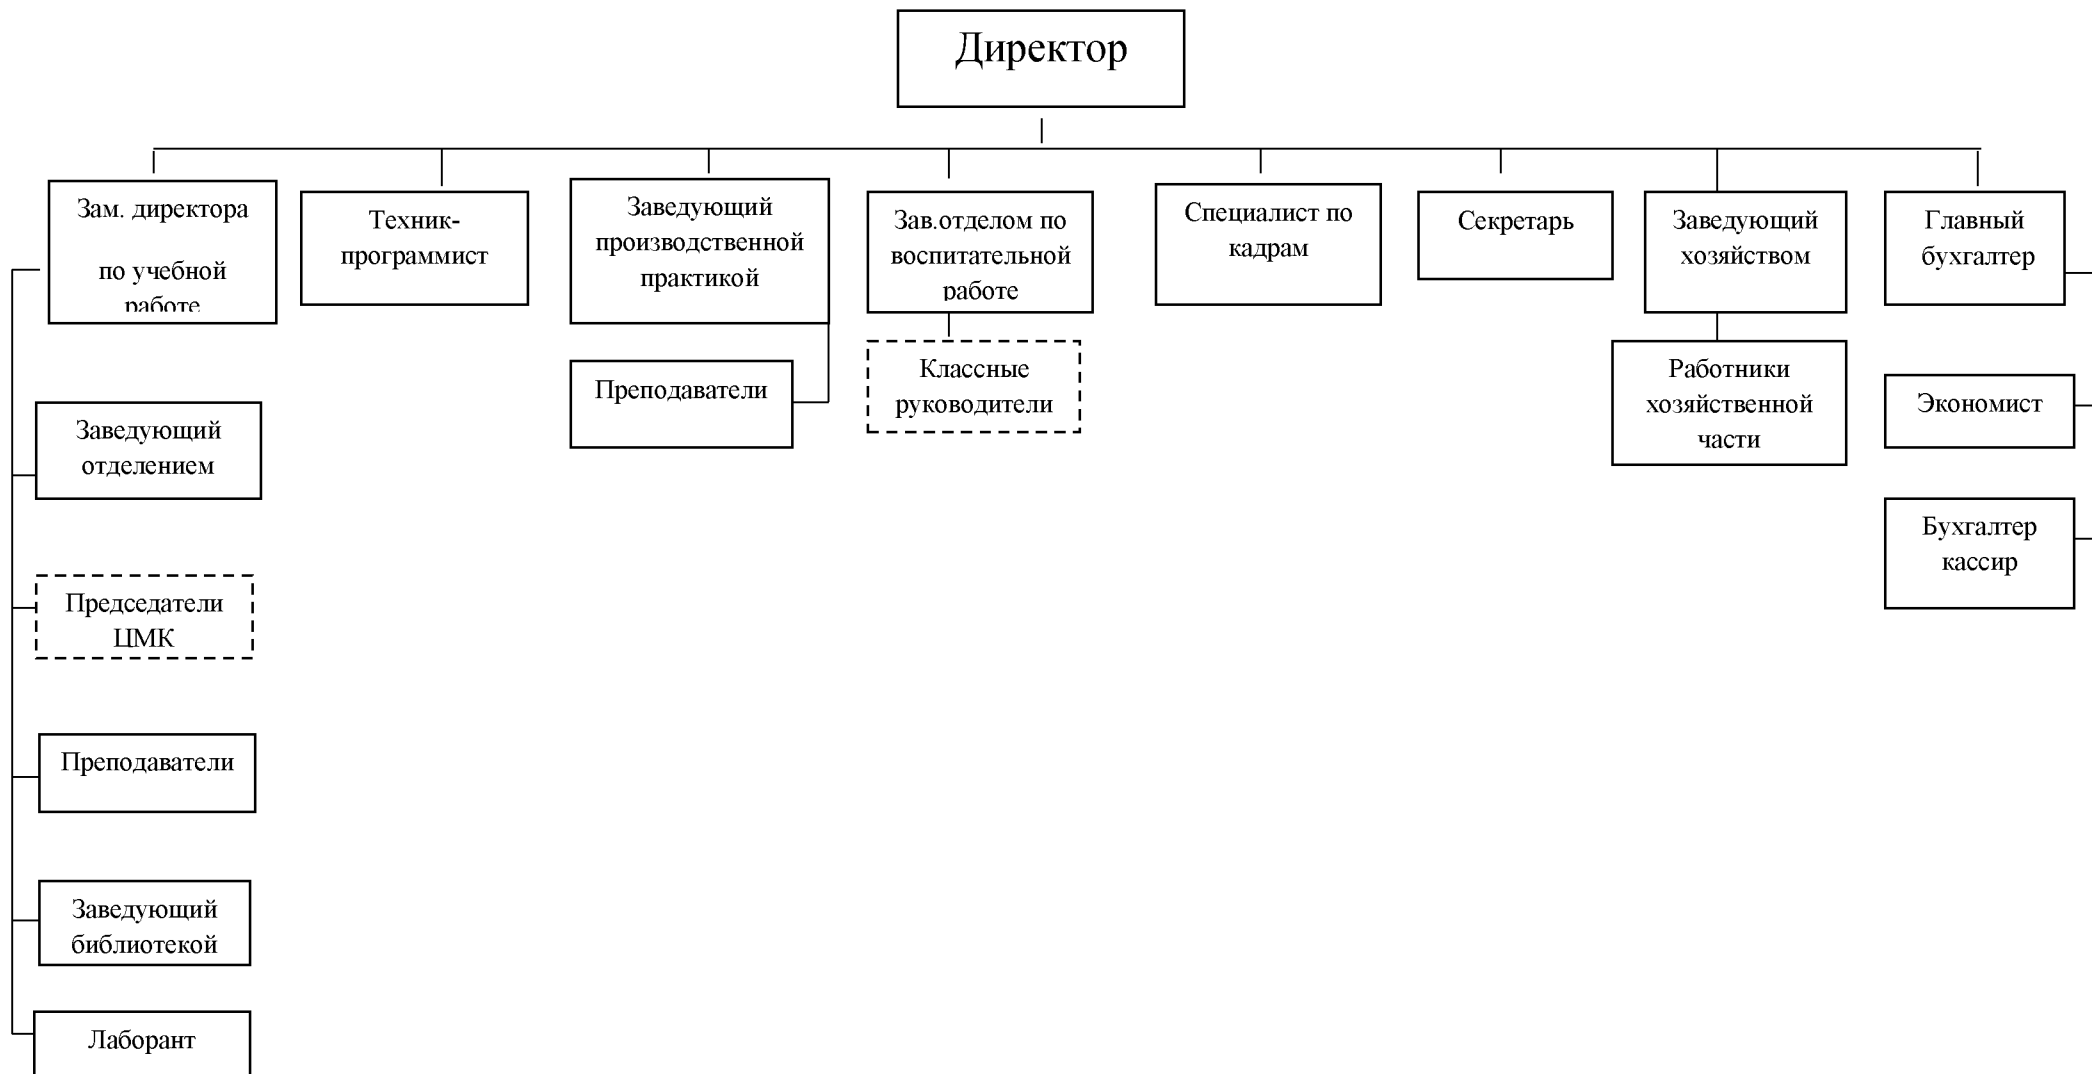 Директор
Зам. директора
по учебной
работе
Техник-
программист
Заведующий
производственной
практикой
Зав.отделом по
воспитательной
работе
Специалист по
кадрам
Секретарь
Заведующий
хозяйством
Главный
бухгалтер
Преподаватели
Классные
руководители
Работники
хозяйственной
части
Экономист
Заведующий
отделением
Бухгалтер
кассир
Председатели
ЦМК
Преподаватели
Заведующий
библиотекой
Лаборант